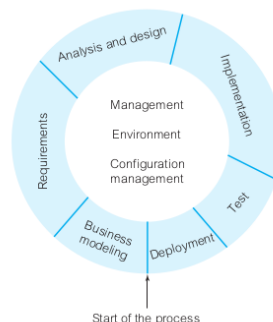 Analysis and design
Implementation
Requirements
Management
Environment
Configuration
management
Test
Business
modeling
Deployment
Start of the process